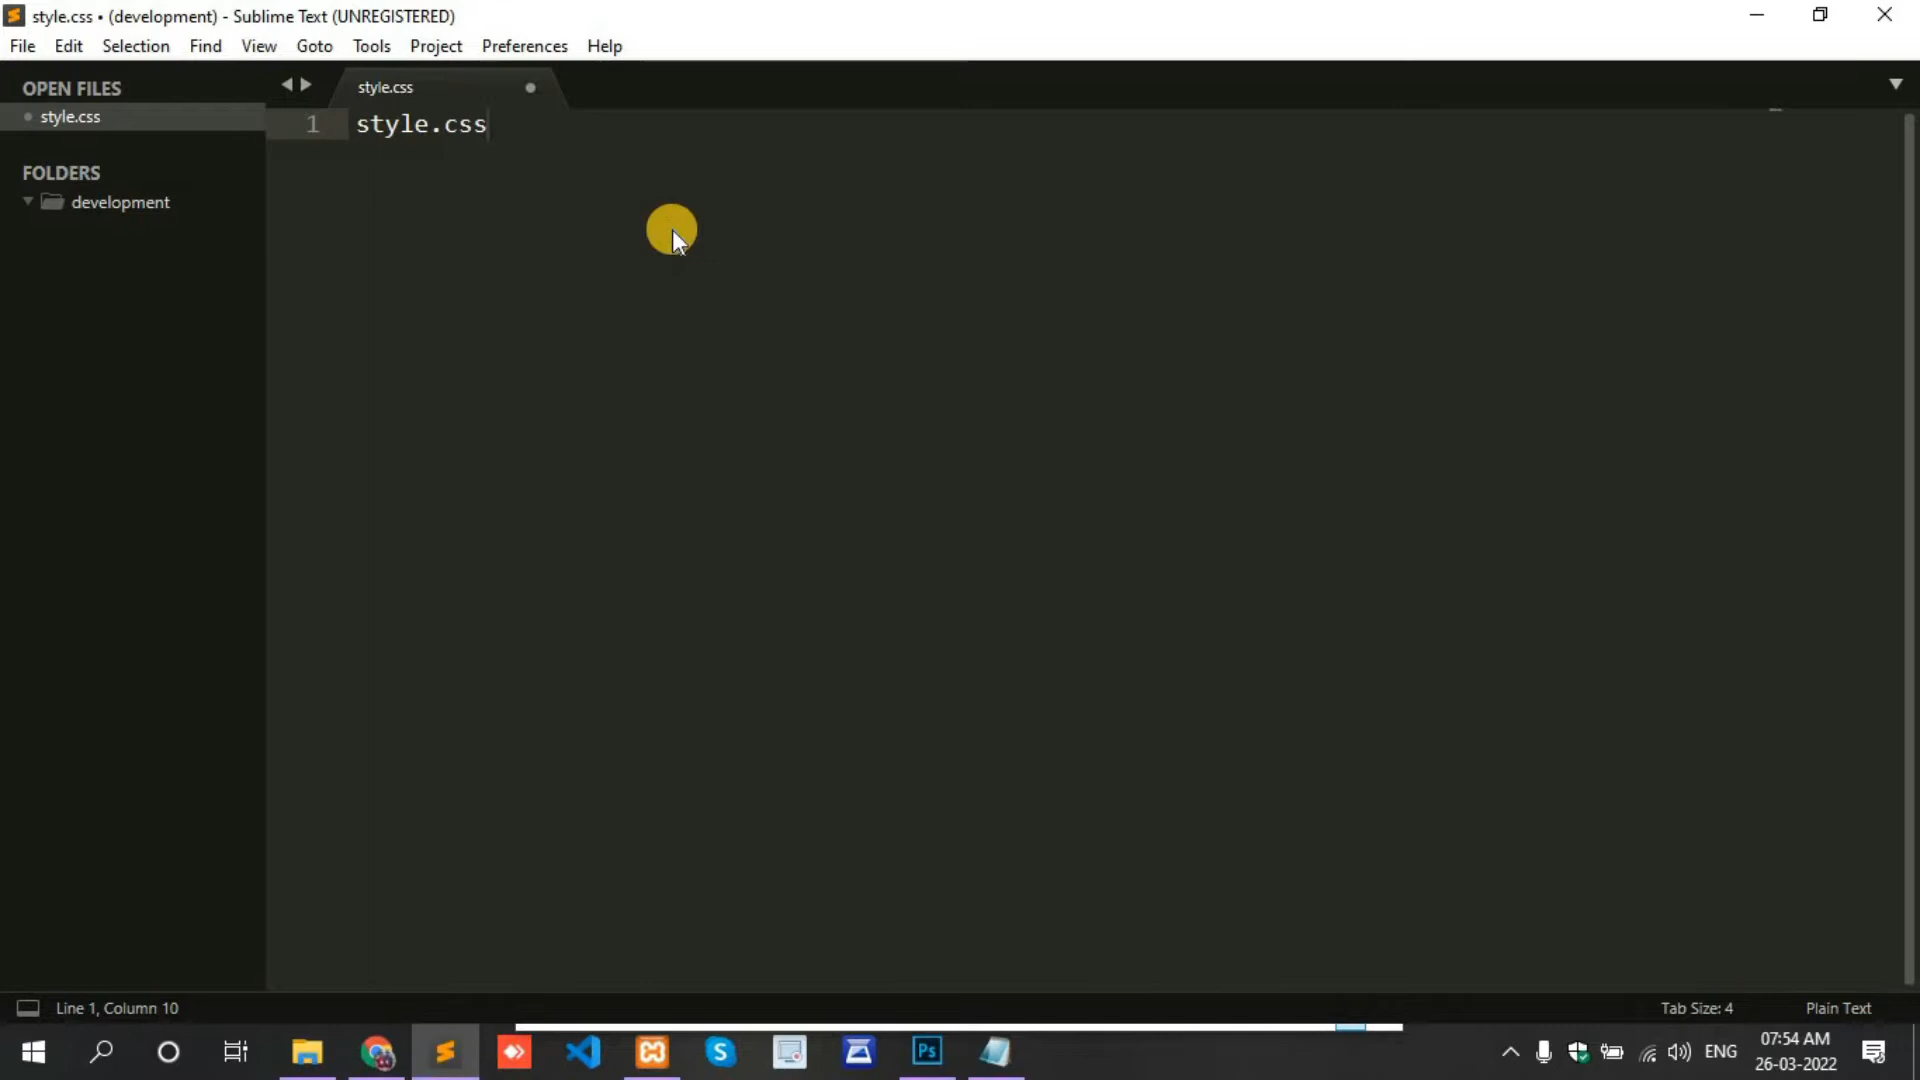 style.css • (development) - Sublime Text (UNREGISTERED)
File Edit Selection Find View Goto Tools Project Preferences Help
OPEN FILES
style.css
FOLDERS
development
style.css
1 style.css
Line 1, Column 10
Tab Size: 4
Plain Text
Ps
ENG
07:54 AM
26-03-2022